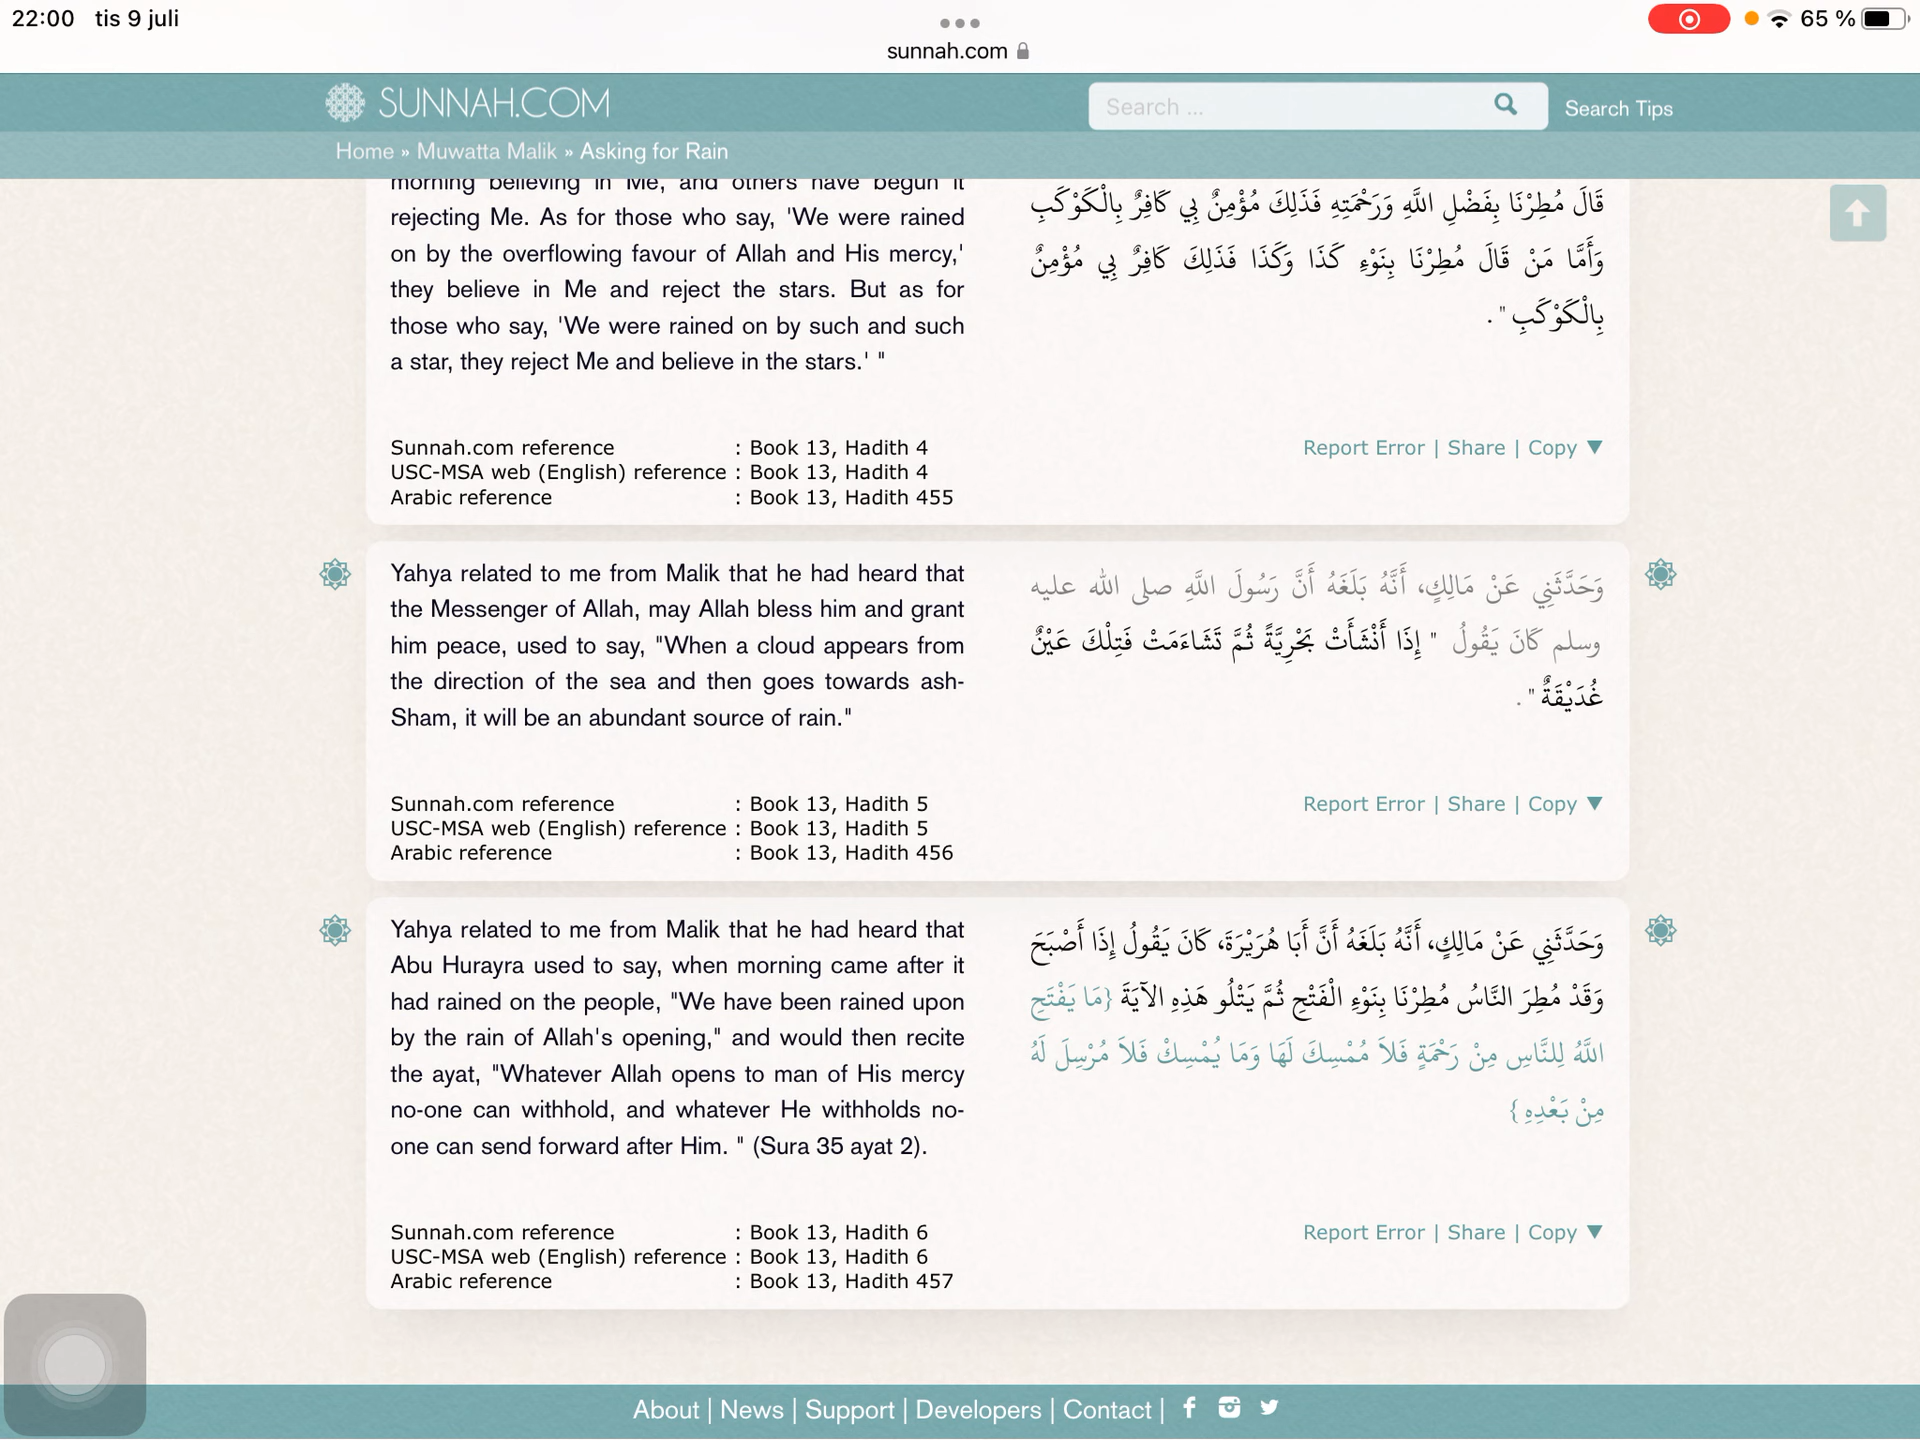 22:00 tis 9 juli
65 %
sunnah.com
SUNNAH.COM
Search ...
Search Tips
Home » Muwatta Malik » Asking for Rain
morning believing in Me, and others have begun it
rejecting Me. As for those who say, 'We were rained
on by the overflowing favour of Allah and His mercy,'
they believe in Me and reject the stars. But as for
those who say, 'We were rained on by such and such
a star, they reject Me and believe in the stars.' "
قَالَ مُطِرْنَا بِفَضْلِ اللَّهِ وَرَحْمَتِهِ فَذَلِكَ مُؤْمِنٌ بِي كَافِرٌ بِالْكَوْكَبِ
وَأَمَّا مَنْ قَالَ مُطِرْنَا بِنَوْءِ كَذَا وَكَذَا فَذَلِكَ كَافِرٌ بِي مُؤْمِنٌ
بِالْكَوْكَبِ " .
Sunnah.com reference : Book 13, Hadith 4
USC-MSA web (English) reference : Book 13, Hadith 4
Arabic reference : Book 13, Hadith 455
Report Error | Share | Copy ▼
Yahya related to me from Malik that he had heard that
the Messenger of Allah, may Allah bless him and grant
him peace, used to say, "When a cloud appears from
the direction of the sea and then goes towards ash-
Sham, it will be an abundant source of rain."
وَحَدَّثَنِي عَنْ مَالِكٍ، أَنَّهُ بَلَغَهُ أَنَّ رَسُولَ اللَّهِ صلى الله عليه
وسلم كَانَ يَقُولُ " إِذَا أَنْشَأَتْ بَحْرِيَّةً ثُمَّ تَشَاءَمَتْ فَتِلْكَ عَيْنٌ
غُدَيْقَةٌ " .
Sunnah.com reference : Book 13, Hadith 5
USC-MSA web (English) reference : Book 13, Hadith 5
Arabic reference : Book 13, Hadith 456
Report Error | Share | Copy ▼
Yahya related to me from Malik that he had heard that
Abu Hurayra used to say, when morning came after it
had rained on the people, "We have been rained upon
by the rain of Allah's opening," and would then recite
the ayat, "Whatever Allah opens to man of His mercy
no-one can withhold, and whatever He withholds no-
one can send forward after Him. " (Sura 35 ayat 2).
وَحَدَّثَنِي عَنْ مَالِكٍ، أَنَّهُ بَلَغَهُ أَنَّ أَبَا هُرَيْرَةَ، كَانَ يَقُولُ إِذَا أَصْبَحَ
وَقَدْ مُطِرَ النَّاسُ مُطِرْنَا بِنَوْءِ الْفَتْحِ ثُمَّ يَتْلُو هَذِهِ الآيَةَ {مَا يَفْتَحِ
اللَّهُ لِلنَّاسِ مِنْ رَحْمَةٍ فَلاَ مُمْسِكَ لَهَا وَمَا يُمْسِكْ فَلاَ مُرْسِلَ لَهُ
مِنْ بَعْدِهِ }
Sunnah.com reference : Book 13, Hadith 6
USC-MSA web (English) reference : Book 13, Hadith 6
Arabic reference : Book 13, Hadith 457
Report Error | Share | Copy ▼
About | News | Support | Developers | Contact |